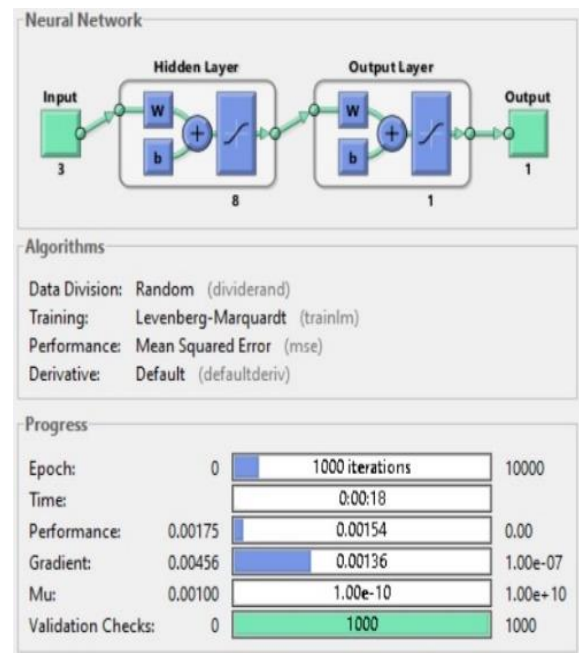 Neural Network
Hidden Layer Output Layer
Input Output
W W
+ +
b b
3 1
8 1
Algorithms
Data Division: Random (dividerand)
Training: Levenberg-Marquardt (trainlm)
Performance: Mean Squared Error (mse)
Derivative: Default (defaultderiv)
Progress
Epoch: 0 1000 iterations 10000
Time: 0:00:18
Performance: 0.00175 0.00154 0.00
Gradient: 0.00456 0.00136 1.00e-07
Mu: 0.00100 1.00e-10 1.00e+10
Validation Checks: 0 1000 1000